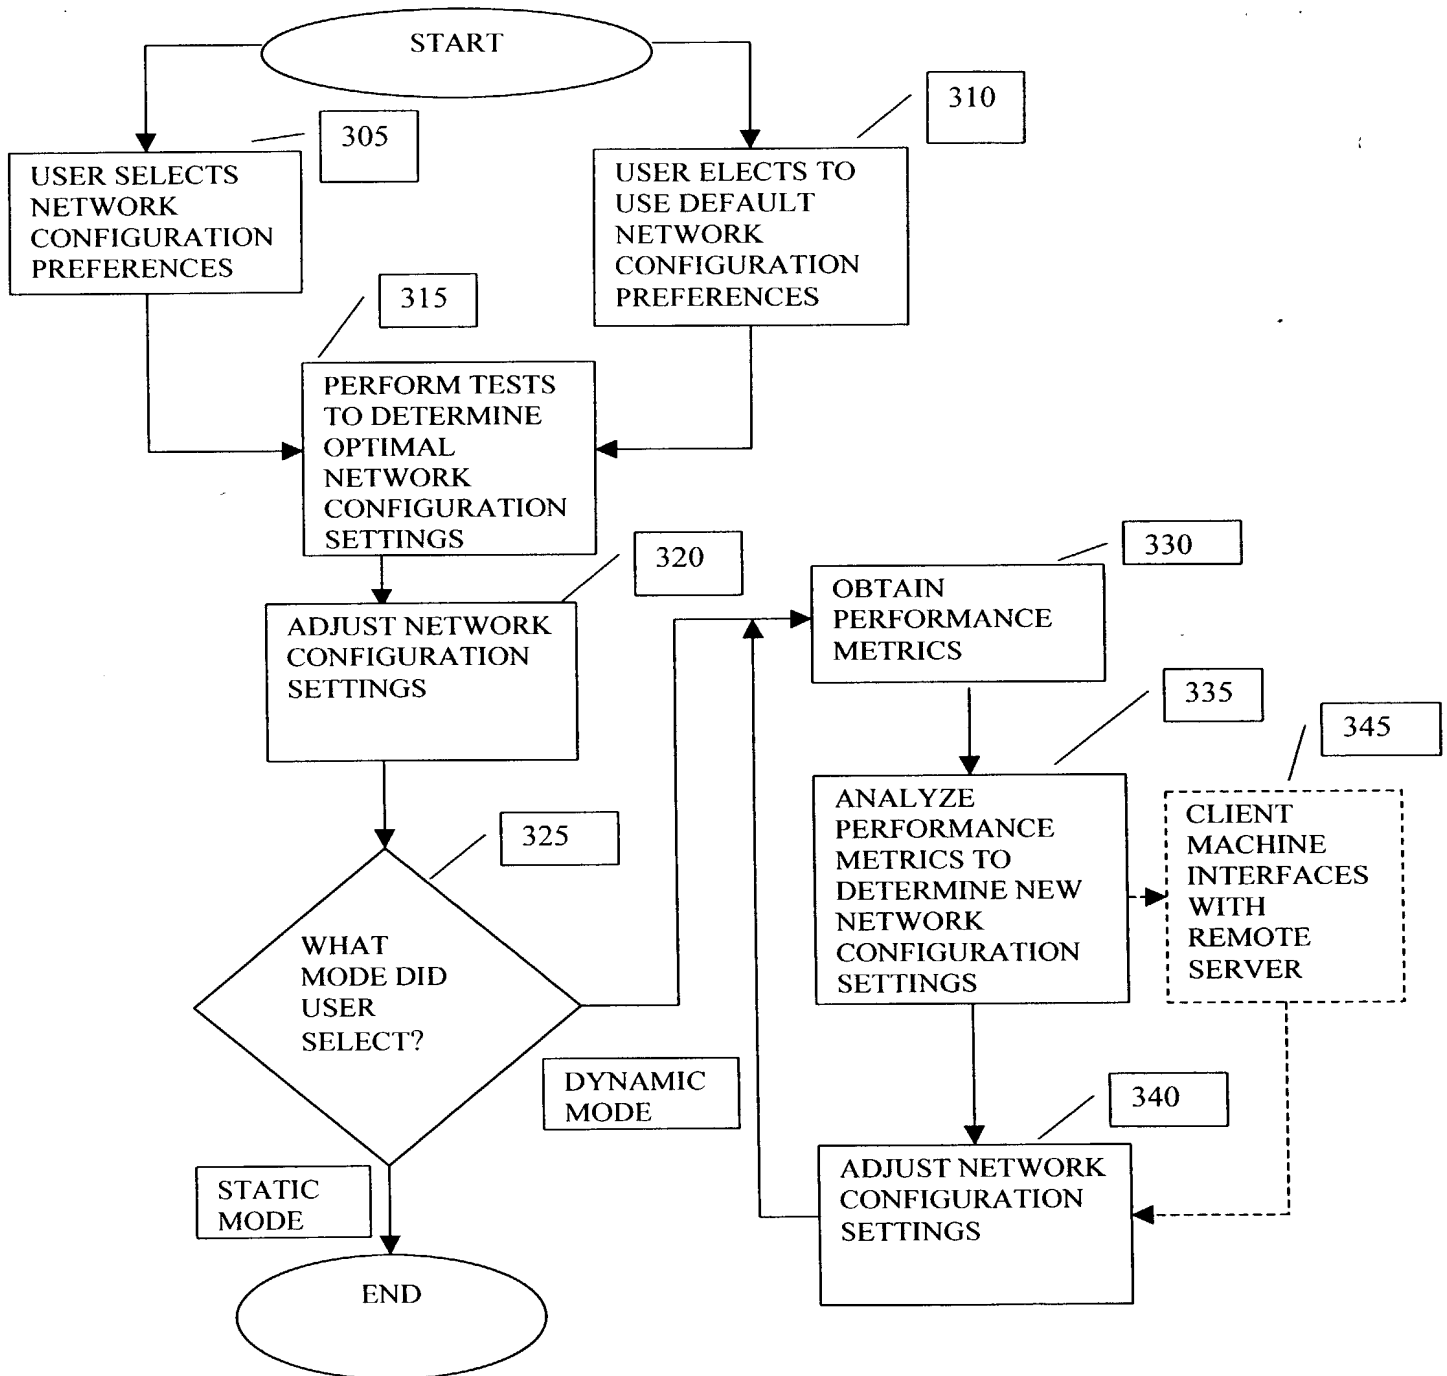 START
305
310
USER SELECTS
NETWORK
CONFIGURATION
PREFERENCES
USER ELECTS TO
USE DEFAULT
NETWORK
CONFIGURATION
PREFERENCES
315
PERFORM TESTS
TO DETERMINE
OPTIMAL
NETWORK
CONFIGURATION
SETTINGS
320
ADJUST NETWORK
CONFIGURATION
SETTINGS
325
WHAT
MODE DID
USER
SELECT?
DYNAMIC
MODE
STATIC
MODE
END
330
OBTAIN
PERFORMANCE
METRICS
335
ANALYZE
PERFORMANCE
METRICS TO
DETERMINE NEW
NETWORK
CONFIGURATION
SETTINGS
345
CLIENT
MACHINE
INTERFACES
WITH
REMOTE
SERVER
340
ADJUST NETWORK
CONFIGURATION
SETTINGS